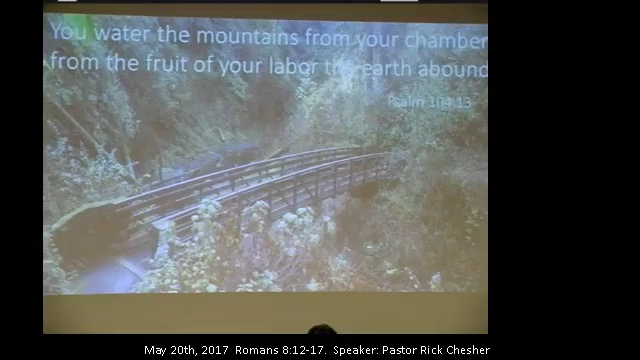 You water the mountains from your chamber
from the fruit of your labor the earth abound
Psalm 104:13
May 20th, 2017 Romans 8:12-17. Speaker: Pastor Rick Chesher